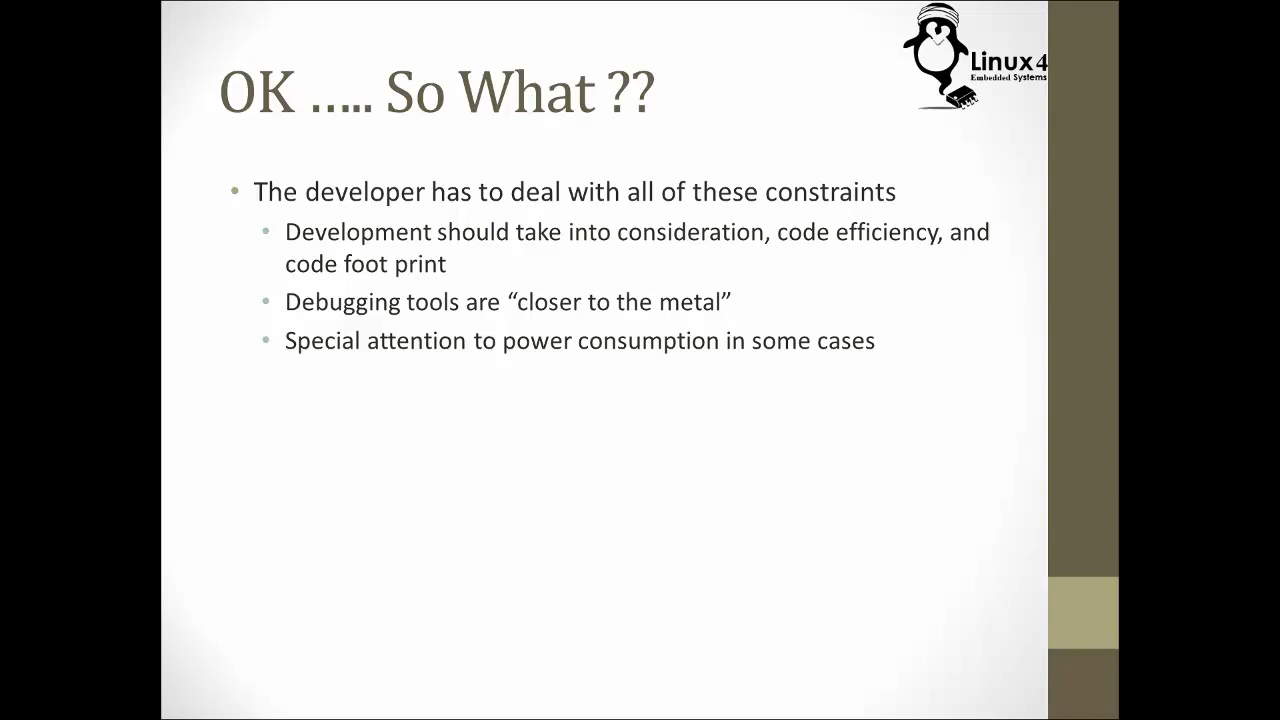 Linux 4
Embedded Systems
OK ….. So What ??
• The developer has to deal with all of these constraints
• Development should take into consideration, code efficiency, and
code foot print
• Debugging tools are “closer to the metal”
• Special attention to power consumption in some cases